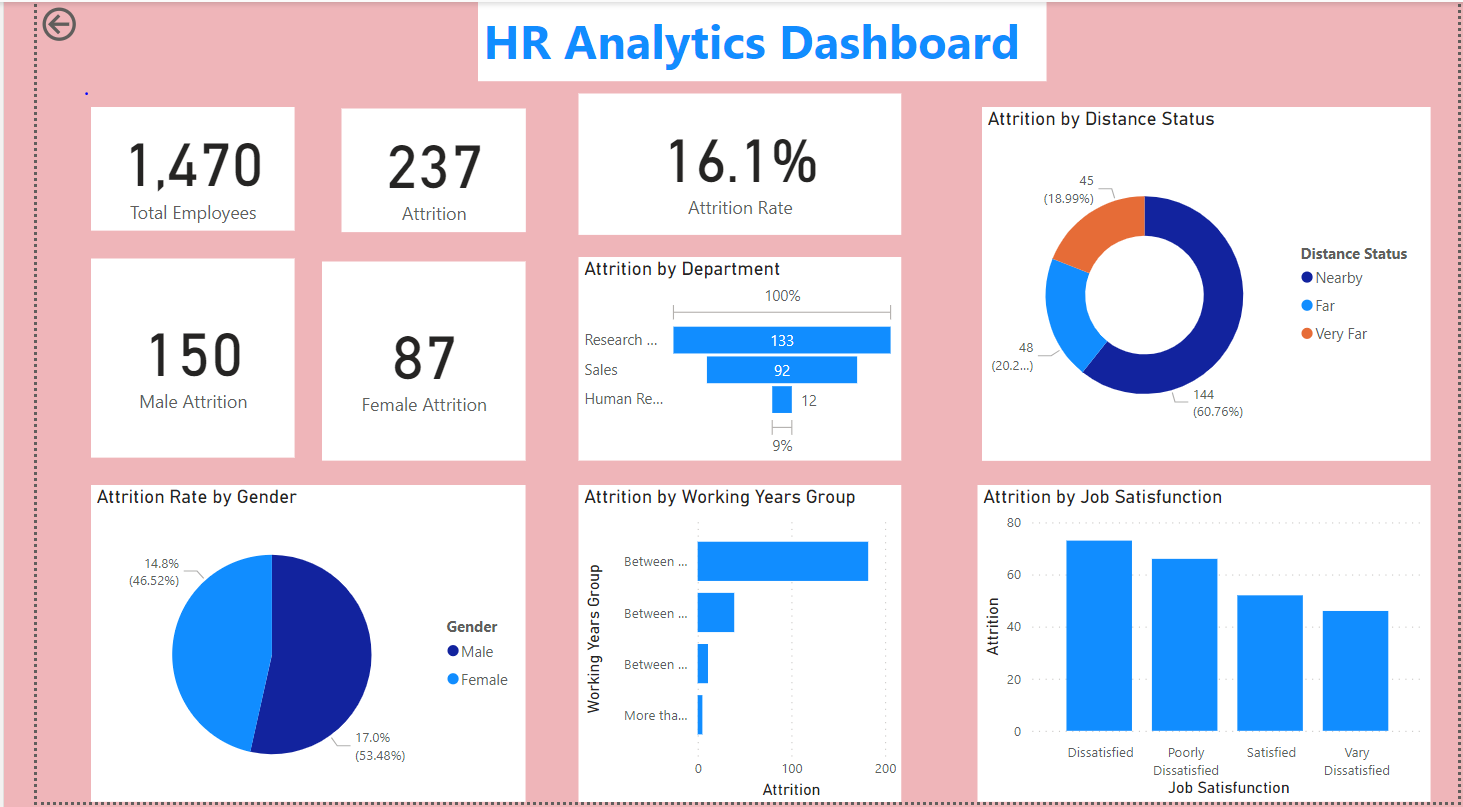 HR Analytics Dashboard
1,470
Total Employees
237
Attrition
16.1%
Attrition Rate
150
Male Attrition
87
Female Attrition
Attrition by Department
100%
Research ...
133
Sales
92
Human Re...
12
9%
Attrition by Distance Status
45
(18.99%)
48
(20.2...)
144
(60.76%)
Distance Status
Nearby
Far
Very Far
Attrition Rate by Gender
14.8%
(46.52%)
17.0%
(53.48%)
Gender
Male
Female
Attrition by Working Years Group
Working Years Group
Between ...
Between ...
Between ...
More tha...
0 100 200
Attrition
Attrition by Job Satisfunction
Attrition
80
60
40
20
0
Dissatisfied
Poorly
Dissatisfied
Satisfied
Vary
Dissatisfied
Job Satisfunction